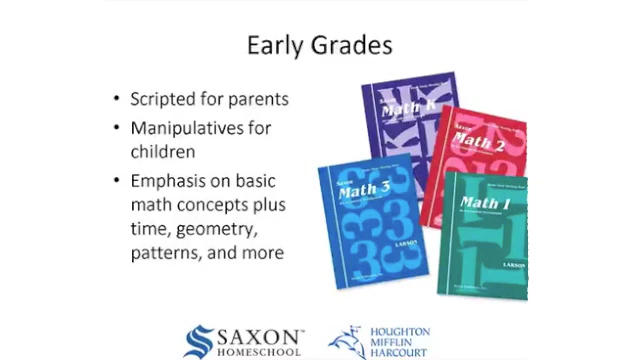 Early Grades
• Scripted for parents
• Manipulatives for
children
• Emphasis on basic
math concepts plus
time, geometry,
patterns, and more
Saxon
Math K
Saxon
Math 2
Saxon
Math 3
LARSON
Math 1
LARSON
SAXON™
HOMESCHOOL
HOUGHTON
MIFFLIN
HARCOURT